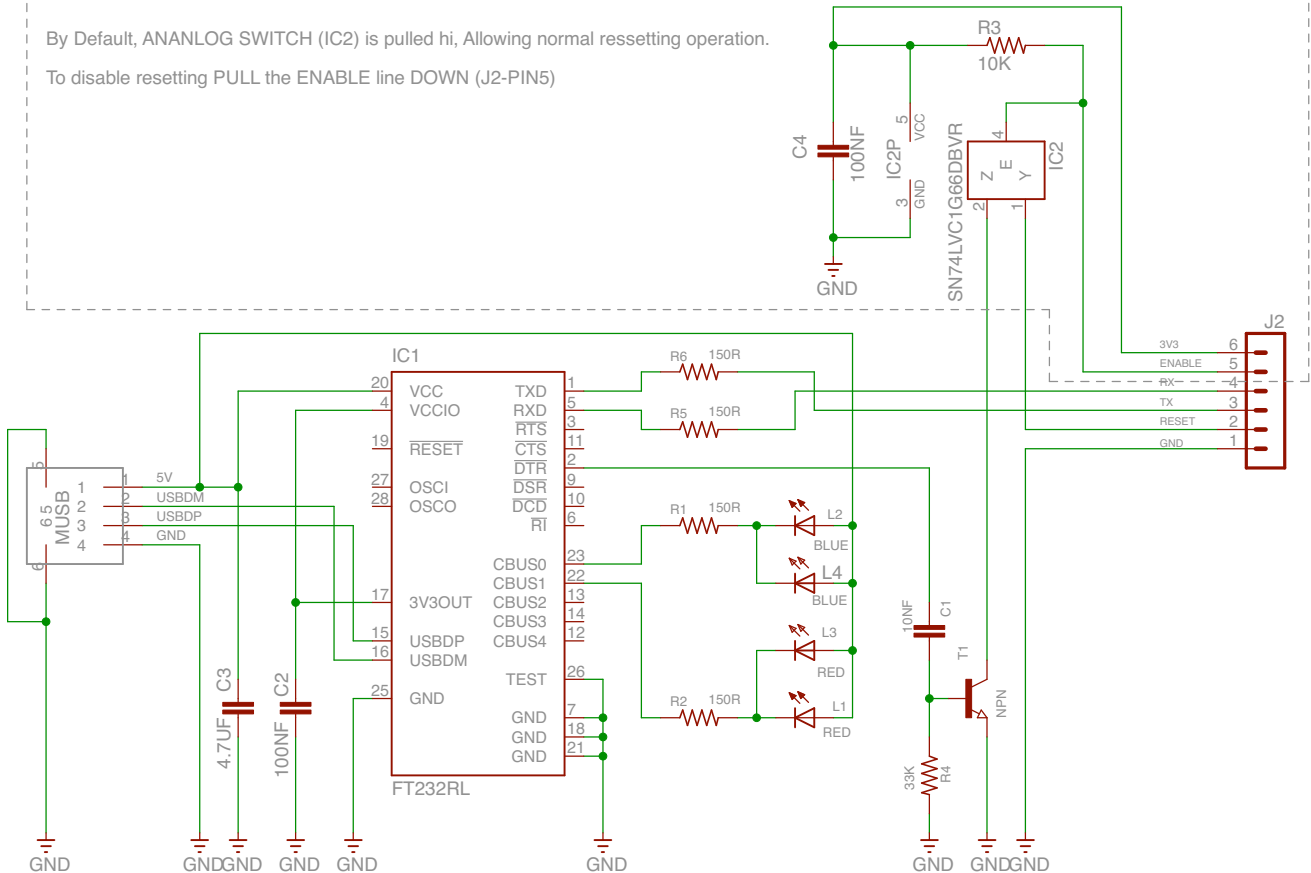 By Default, ANANLOG SWITCH (IC2) is pulled hi, Allowing normal ressetting operation.
To disable resetting PULL the ENABLE line DOWN (J2-PIN5)
R3
10K
C4
100NF
5
VCC
IC2P
3
GND
GND
SN74LVC1G66DBVR
4
E
Z
Y
2
1
IC2
J2
3V3 6
ENABLE 5
RX 4
TX 3
RESET 2
GND 1
IC1
20 VCC
4 VCCIO
19 RESET
27 OSCI
28 OSCO
17 3V3OUT
15 USBDP
16 USBDM
25 GND
TXD 1
RXD 5
RTS 3
CTS 11
DTR 2
DSR 9
DCD 10
RI 6
CBUS0 23
CBUS1 22
CBUS2 13
CBUS3 14
CBUS4 12
TEST 26
GND 7
GND 18
GND 21
FT232RL
R6 150R
R5 150R
R1 150R
R2 150R
L2
BLUE
L4
BLUE
L3
RED
L1
RED
5
6
MUSB
6 5
1 1 5V
2 2 USBDM
3 3 USBDP
4 4 GND
C3
4.7UF
C2
100NF
10NF
C1
T1
NPN
33K
R4
GND
GND
GND
GND
GND
GND
GND
GND
GND